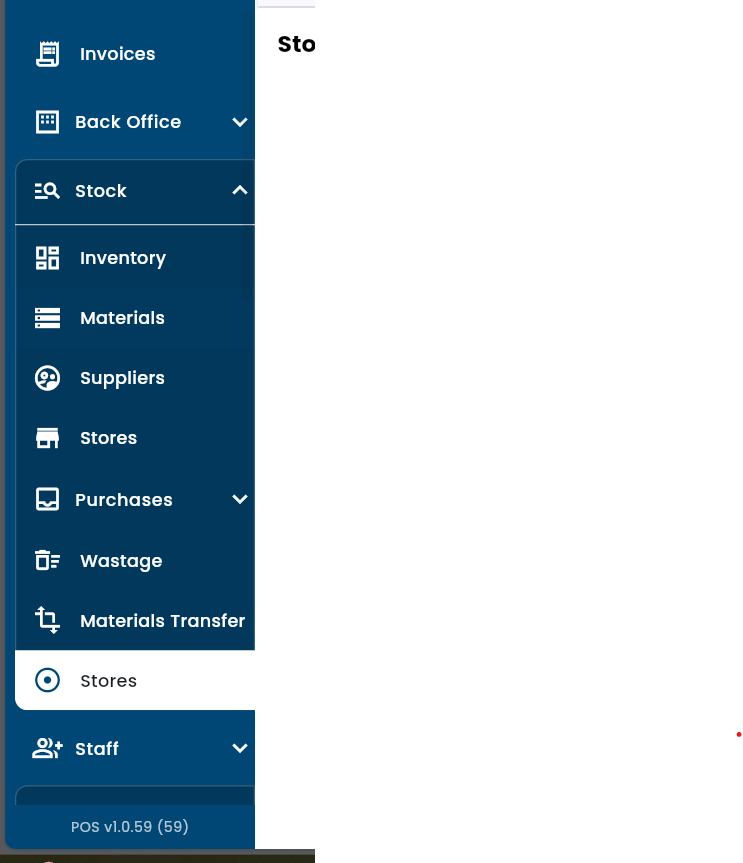 Sto
Invoices
Back Office
Stock
Inventory
Materials
Suppliers
Stores
Purchases
Wastage
Materials Transfer
Stores
Staff
POS v1.0.59 (59)